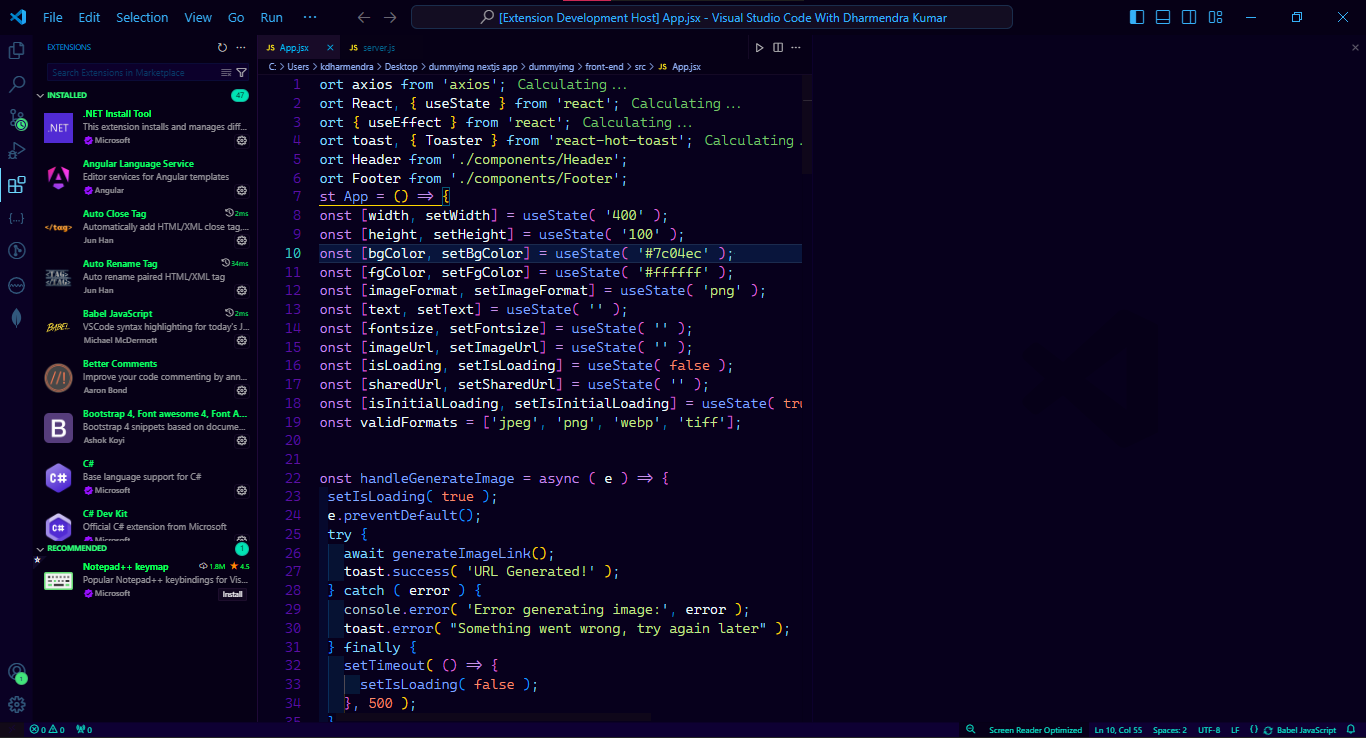 File Edit Selection View Go Run ···
[Extension Development Host] App.jsx - Visual Studio Code With Dharmendra Kumar
EXTENSIONS
Search Extensions in Marketplace
INSTALLED 47
.NET
.NET Install Tool
This extension installs and manages diff...
Microsoft
Angular Language Service
Editor services for Angular templates
Angular
</tag>
Auto Close Tag 2ms
Automatically add HTML/XML close tag,...
Jun Han
Auto Rename Tag 34ms
Auto rename paired HTML/XML tag
Jun Han
BABEL
Babel JavaScript 2ms
VSCode syntax highlighting for today's J...
Michael McDermott
//!
Better Comments
Improve your code commenting by ann...
Aaron Bond
B
Bootstrap 4, Font awesome 4, Font A...
Bootstrap 4 snippets based on docume...
Ashok Koyi
C#
C#
Base language support for C#
Microsoft
C#
C# Dev Kit
Official C# extension from Microsoft
Microsoft
RECOMMENDED 1
Notepad++ keymap 1.8M 4.5
Popular Notepad++ keybindings for Vis...
Microsoft Install
JS App.jsx JS server.js
C: > Users > kdharmendra > Desktop > dummyimg nextjs app > dummyimg > front-end > src > JS App.jsx
1 ort axios from 'axios'; Calculating...
2 ort React, { useState } from 'react'; Calculating...
3 ort { useEffect } from 'react'; Calculating...
4 ort toast, { Toaster } from 'react-hot-toast'; Calculating.
5 ort Header from './components/Header';
6 ort Footer from './components/Footer';
7 st App = () => {
8 onst [width, setWidth] = useState( '400' );
9 onst [height, setHeight] = useState( '100' );
10 onst [bgColor, setBgColor] = useState( '#7c04ec' );
11 onst [fgColor, setFgColor] = useState( '#ffffff' );
12 onst [imageFormat, setImageFormat] = useState( 'png' );
13 onst [text, setText] = useState( '' );
14 onst [fontsize, setFontsize] = useState( '' );
15 onst [imageUrl, setImageUrl] = useState( '' );
16 onst [isLoading, setIsLoading] = useState( false );
17 onst [sharedUrl, setSharedUrl] = useState( '' );
18 onst [isInitialLoading, setIsInitialLoading] = useState( tru
19 onst validFormats = ['jpeg', 'png', 'webp', 'tiff'];
20
21
22 onst handleGenerateImage = async ( e ) => {
23 setIsLoading( true );
24 e.preventDefault();
25 try {
26 await generateImageLink();
27 toast.success( 'URL Generated!' );
28 } catch ( error ) {
29 console.error( 'Error generating image:', error );
30 toast.error( "Something went wrong, try again later" );
31 } finally {
32 setTimeout( () => {
33 setIsLoading( false );
34 }, 500 );
35 }
0 0 0 Screen Reader Optimized Ln 10, Col 55 Spaces: 2 UTF-8 LF {} Babel JavaScript